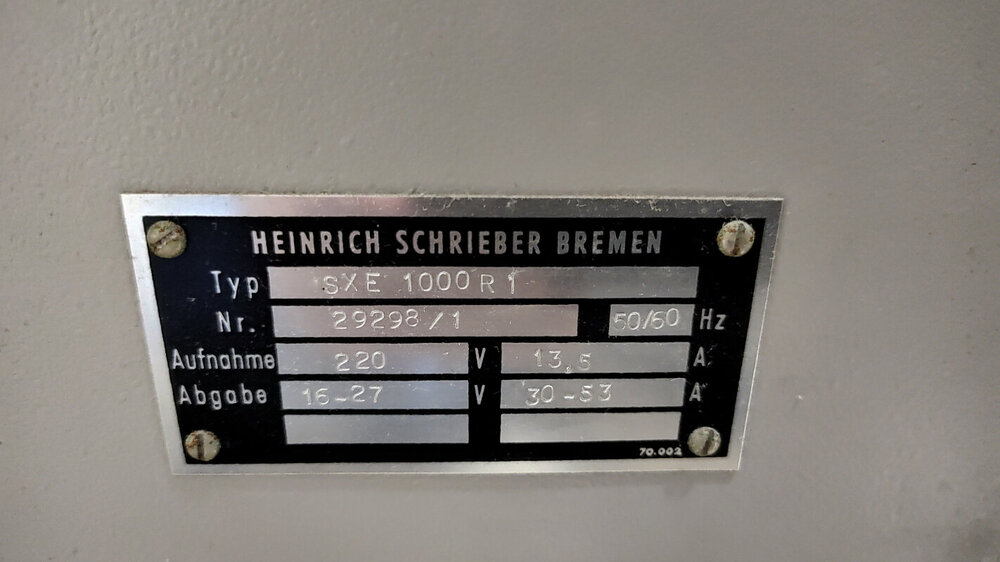 HEINRICH SCHRIEBER BREMEN
Typ SXE 1000 R 1
Nr. 29298/1 50/60 Hz
Aufnahme 220 V 13,5 A
Abgabe 16-27 V 30-53 A
70.002